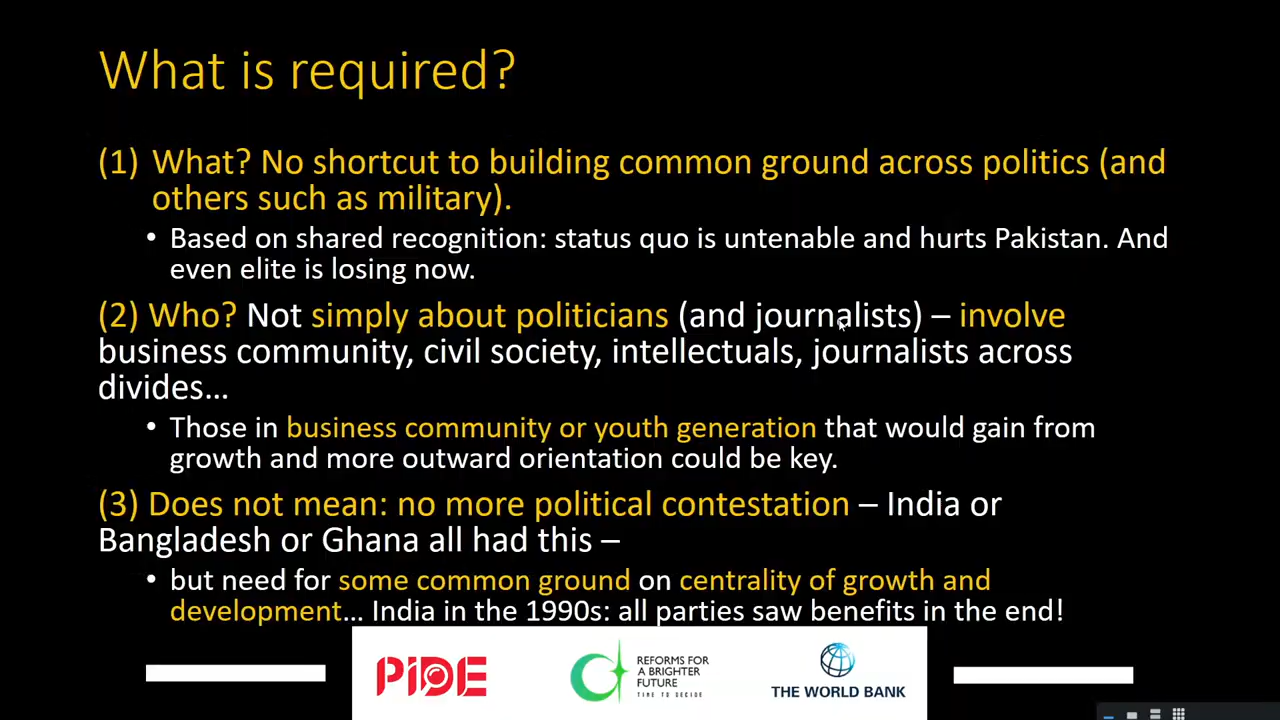 What is required?
(1) What? No shortcut to building common ground across politics (and
others such as military).
• Based on shared recognition: status quo is untenable and hurts Pakistan. And
even elite is losing now.
(2) Who? Not simply about politicians (and journalists) – involve
business community, civil society, intellectuals, journalists across
divides…
• Those in business community or youth generation that would gain from
growth and more outward orientation could be key.
(3) Does not mean: no more political contestation – India or
Bangladesh or Ghana all had this –
• but need for some common ground on centrality of growth and
development… India in the 1990s: all parties saw benefits in the end!
PiDE
REFORMS FOR
A BRIGHTER
FUTURE
TIME TO DECIDE
THE WORLD BANK